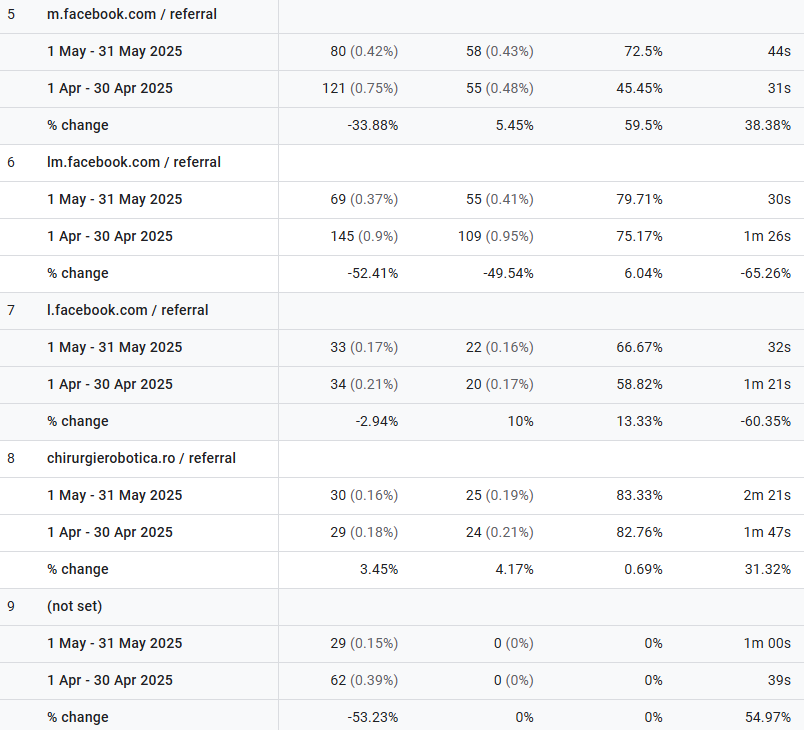 5 m.facebook.com / referral
1 May - 31 May 2025 80 (0.42%) 58 (0.43%) 72.5% 44s
1 Apr - 30 Apr 2025 121 (0.75%) 55 (0.48%) 45.45% 31s
% change -33.88% 5.45% 59.5% 38.38%
6 lm.facebook.com / referral
1 May - 31 May 2025 69 (0.37%) 55 (0.41%) 79.71% 30s
1 Apr - 30 Apr 2025 145 (0.9%) 109 (0.95%) 75.17% 1m 26s
% change -52.41% -49.54% 6.04% -65.26%
7 l.facebook.com / referral
1 May - 31 May 2025 33 (0.17%) 22 (0.16%) 66.67% 32s
1 Apr - 30 Apr 2025 34 (0.21%) 20 (0.17%) 58.82% 1m 21s
% change -2.94% 10% 13.33% -60.35%
8 chirurgierobotica.ro / referral
1 May - 31 May 2025 30 (0.16%) 25 (0.19%) 83.33% 2m 21s
1 Apr - 30 Apr 2025 29 (0.18%) 24 (0.21%) 82.76% 1m 47s
% change 3.45% 4.17% 0.69% 31.32%
9 (not set)
1 May - 31 May 2025 29 (0.15%) 0 (0%) 0% 1m 00s
1 Apr - 30 Apr 2025 62 (0.39%) 0 (0%) 0% 39s
% change -53.23% 0% 0% 54.97%